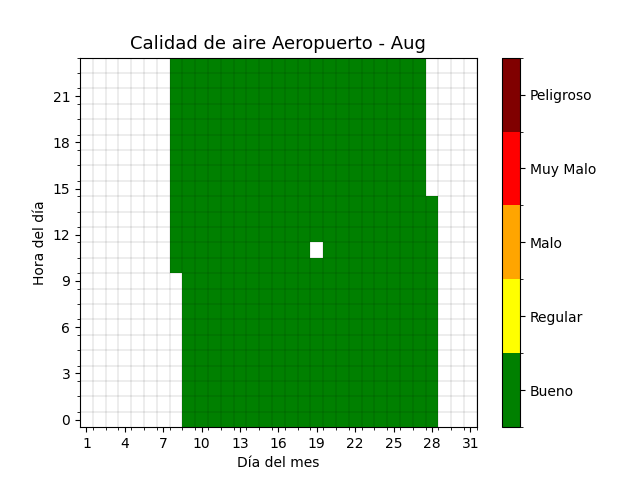 Calidad de aire Aeropuerto - Aug
Hora del día
21
18
15
12
9
6
3
0
1 4 7 10 13 16 19 22 25 28 31
Día del mes
Peligroso
Muy Malo
Malo
Regular
Bueno